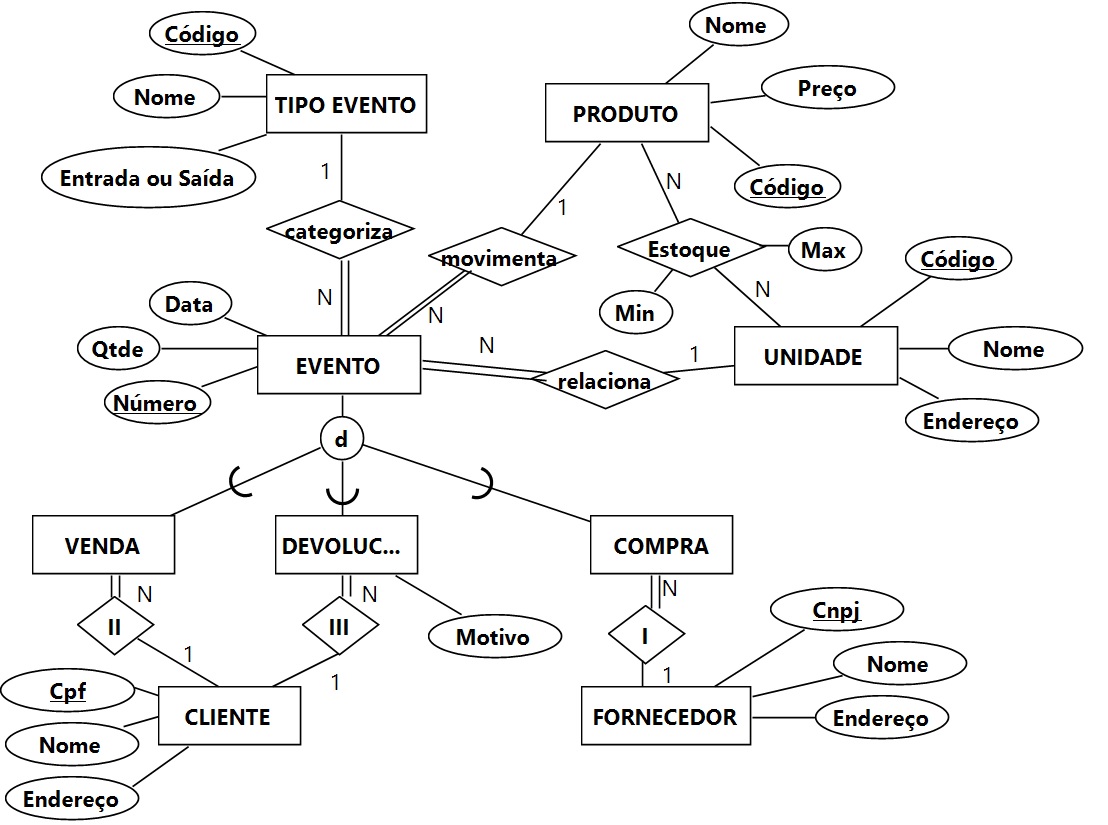 Código
Nome
TIPO EVENTO
Entrada ou Saída
1
categoriza
N
Nome
PRODUTO
Preço
Código
1
movimenta
N
N
Estoque
Max
Min
N
Código
UNIDADE
Nome
Endereço
Data
Qtde
EVENTO
Número
N
relaciona
1
d
VENDA
DEVOLUC...
COMPRA
N
II
1
N
III
1
Motivo
N
I
1
Cpf
CLIENTE
Nome
Endereço
Cnpj
Nome
FORNECEDOR
Endereço